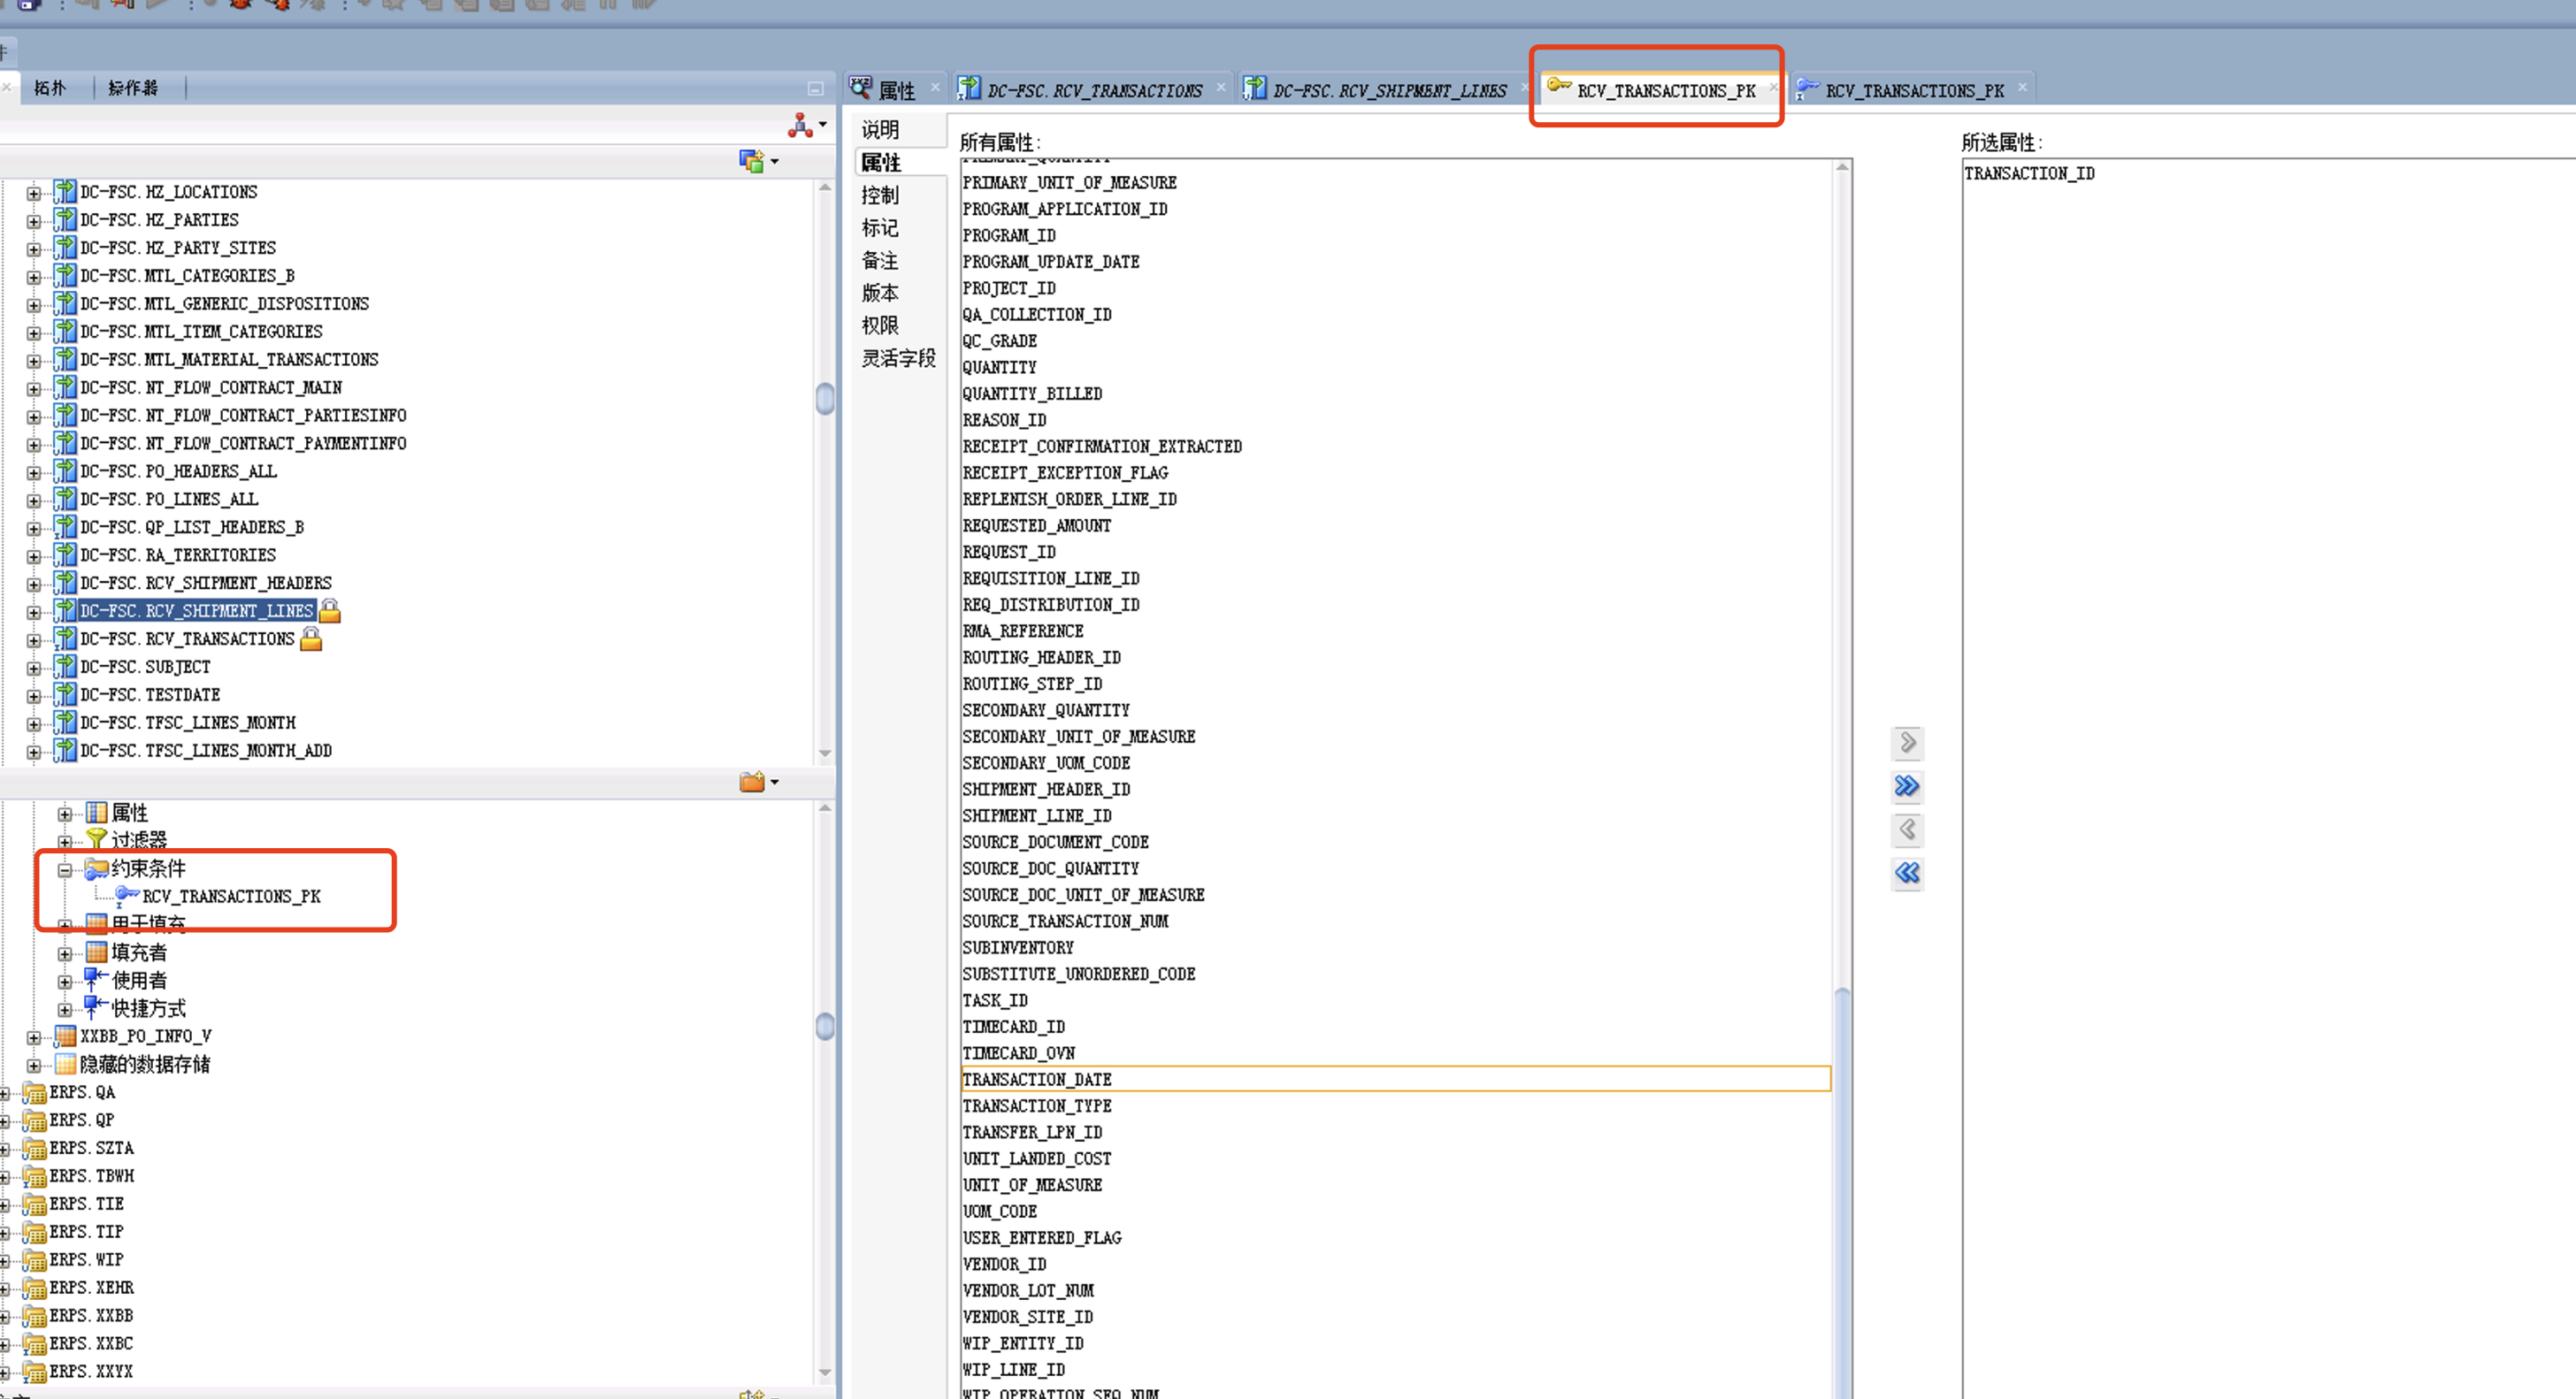 拓扑
操作器
属性
DC-FSC.RCV_TRANSACTIONS
DC-FSC.RCV_SHIPMENT_LINES
RCV_TRANSACTIONS_PK
RCV_TRANSACTIONS_PK
DC-FSC.HZ_LOCATIONS
DC-FSC.HZ_PARTIES
DC-FSC.HZ_PARTY_SITES
DC-FSC.MTL_CATEGORIES_B
DC-FSC.MTL_GENERIC_DISPOSITIONS
DC-FSC.MTL_ITEM_CATEGORIES
DC-FSC.MTL_MATERIAL_TRANSACTIONS
DC-FSC.NT_FLOW_CONTRACT_MAIN
DC-FSC.NT_FLOW_CONTRACT_PARTIESINFO
DC-FSC.NT_FLOW_CONTRACT_PAYMENTINFO
DC-FSC.PO_HEADERS_ALL
DC-FSC.PO_LINES_ALL
DC-FSC.QP_LIST_HEADERS_B
DC-FSC.RA_TERRITORIES
DC-FSC.RCV_SHIPMENT_HEADERS
DC-FSC.RCV_SHIPMENT_LINES
DC-FSC.RCV_TRANSACTIONS
DC-FSC.SUBJECT
DC-FSC.TESTDATE
DC-FSC.TFSC_LINES_MONTH
DC-FSC.TFSC_LINES_MONTH_ADD
属性
过滤器
约束条件
RCV_TRANSACTIONS_PK
用于填充
填充者
使用者
快捷方式
XXBB_PO_INFO_V
隐藏的数据存储
ERPS.QA
ERPS.QP
ERPS.SZTA
ERPS.TBWH
ERPS.TIE
ERPS.TIP
ERPS.WIP
ERPS.XEHR
ERPS.XXBB
ERPS.XXBC
ERPS.XXYX
说明
属性
控制
标记
备注
版本
权限
灵活字段
所有属性:
PRIMARY_QUANTITY
PRIMARY_UNIT_OF_MEASURE
PROGRAM_APPLICATION_ID
PROGRAM_ID
PROGRAM_UPDATE_DATE
PROJECT_ID
QA_COLLECTION_ID
QC_GRADE
QUANTITY
QUANTITY_BILLED
REASON_ID
RECEIPT_CONFIRMATION_EXTRACTED
RECEIPT_EXCEPTION_FLAG
REPLENISH_ORDER_LINE_ID
REQUESTED_AMOUNT
REQUEST_ID
REQUISITION_LINE_ID
REQ_DISTRIBUTION_ID
RMA_REFERENCE
ROUTING_HEADER_ID
ROUTING_STEP_ID
SECONDARY_QUANTITY
SECONDARY_UNIT_OF_MEASURE
SECONDARY_UOM_CODE
SHIPMENT_HEADER_ID
SHIPMENT_LINE_ID
SOURCE_DOCUMENT_CODE
SOURCE_DOC_QUANTITY
SOURCE_DOC_UNIT_OF_MEASURE
SOURCE_TRANSACTION_NUM
SUBINVENTORY
SUBSTITUTE_UNORDERED_CODE
TASK_ID
TIMECARD_ID
TIMECARD_OVN
TRANSACTION_DATE
TRANSACTION_TYPE
TRANSFER_LPN_ID
UNIT_LANDED_COST
UNIT_OF_MEASURE
UOM_CODE
USER_ENTERED_FLAG
VENDOR_ID
VENDOR_LOT_NUM
VENDOR_SITE_ID
WIP_ENTITY_ID
WIP_LINE_ID
WIP_OPERATION_SEQ_NUM
所选属性:
TRANSACTION_ID